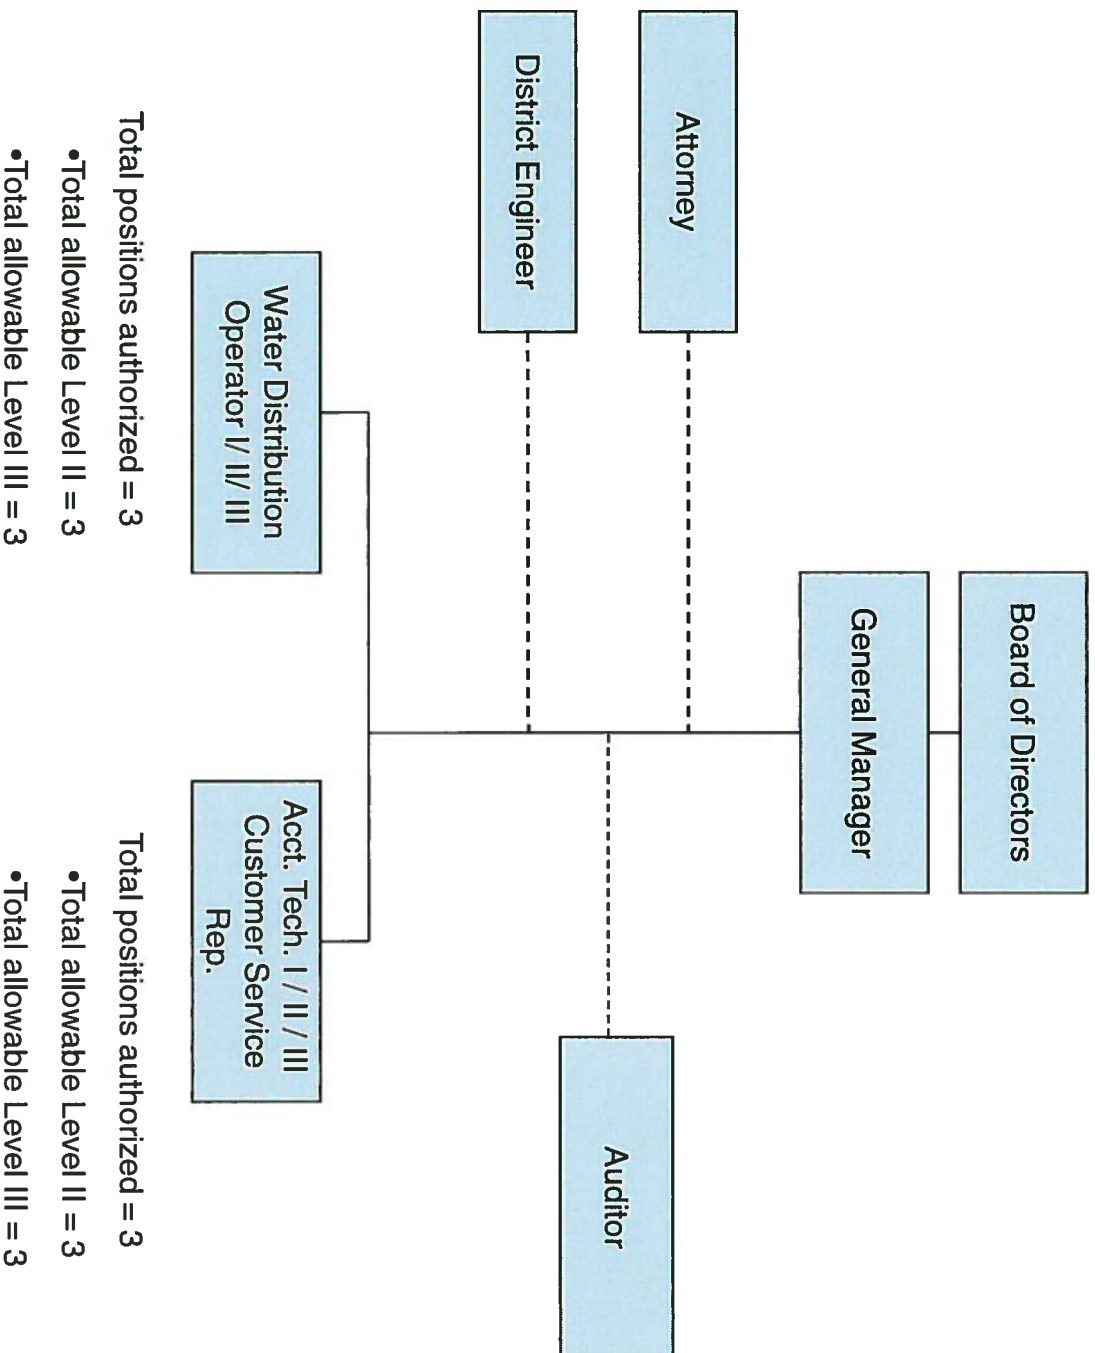 Board of Directors
General Manager
Attorney
Auditor
District Engineer
Water Distribution
Operator I/ II/ III
Acct. Tech. I / II / III
Customer Service
Rep.
Total positions authorized = 3
•Total allowable Level II = 3
•Total allowable Level III = 3
Total positions authorized = 3
•Total allowable Level II = 3
•Total allowable Level III = 3